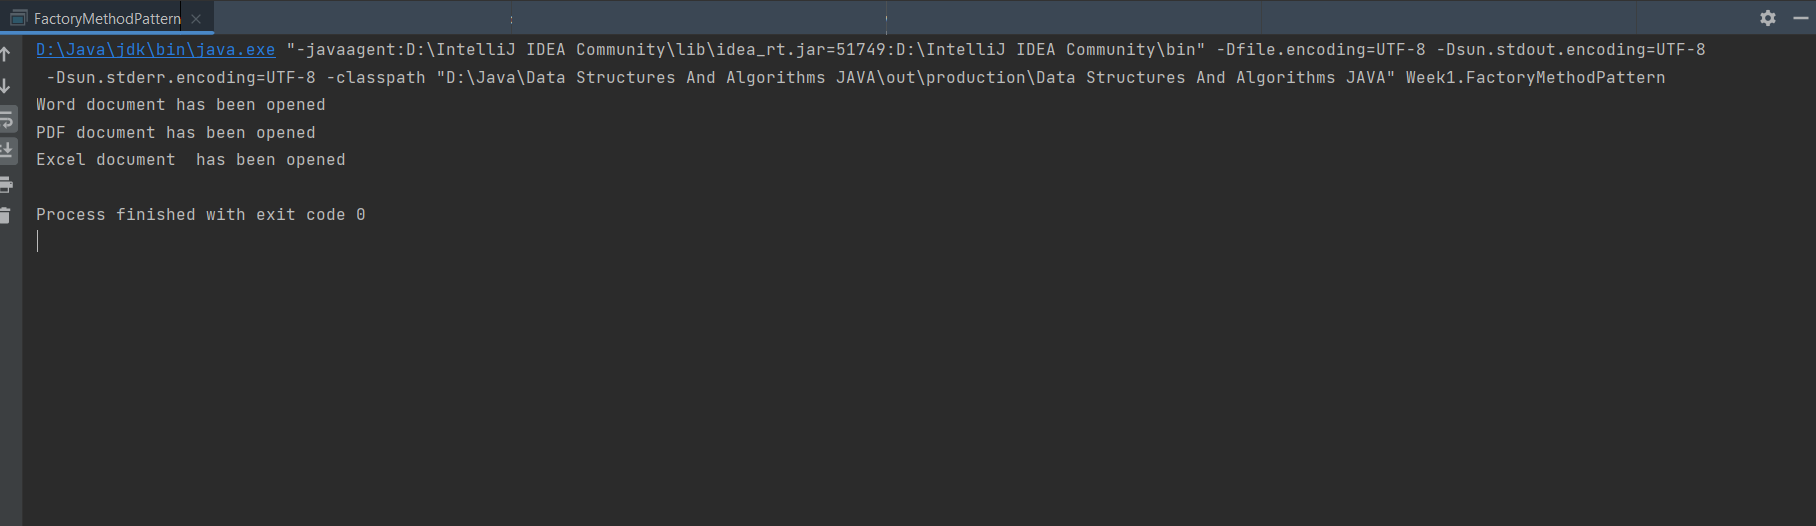 FactoryMethodPattern
D:\Java\jdk\bin\java.exe "-javaagent:D:\IntelliJ IDEA Community\lib\idea_rt.jar=51749:D:\IntelliJ IDEA Community\bin" -Dfile.encoding=UTF-8 -Dsun.stdout.encoding=UTF-8
-Dsun.stderr.encoding=UTF-8 -classpath "D:\Java\Data Structures And Algorithms JAVA\out\production\Data Structures And Algorithms JAVA" Week1.FactoryMethodPattern
Word document has been opened
PDF document has been opened
Excel document  has been opened
Process finished with exit code 0